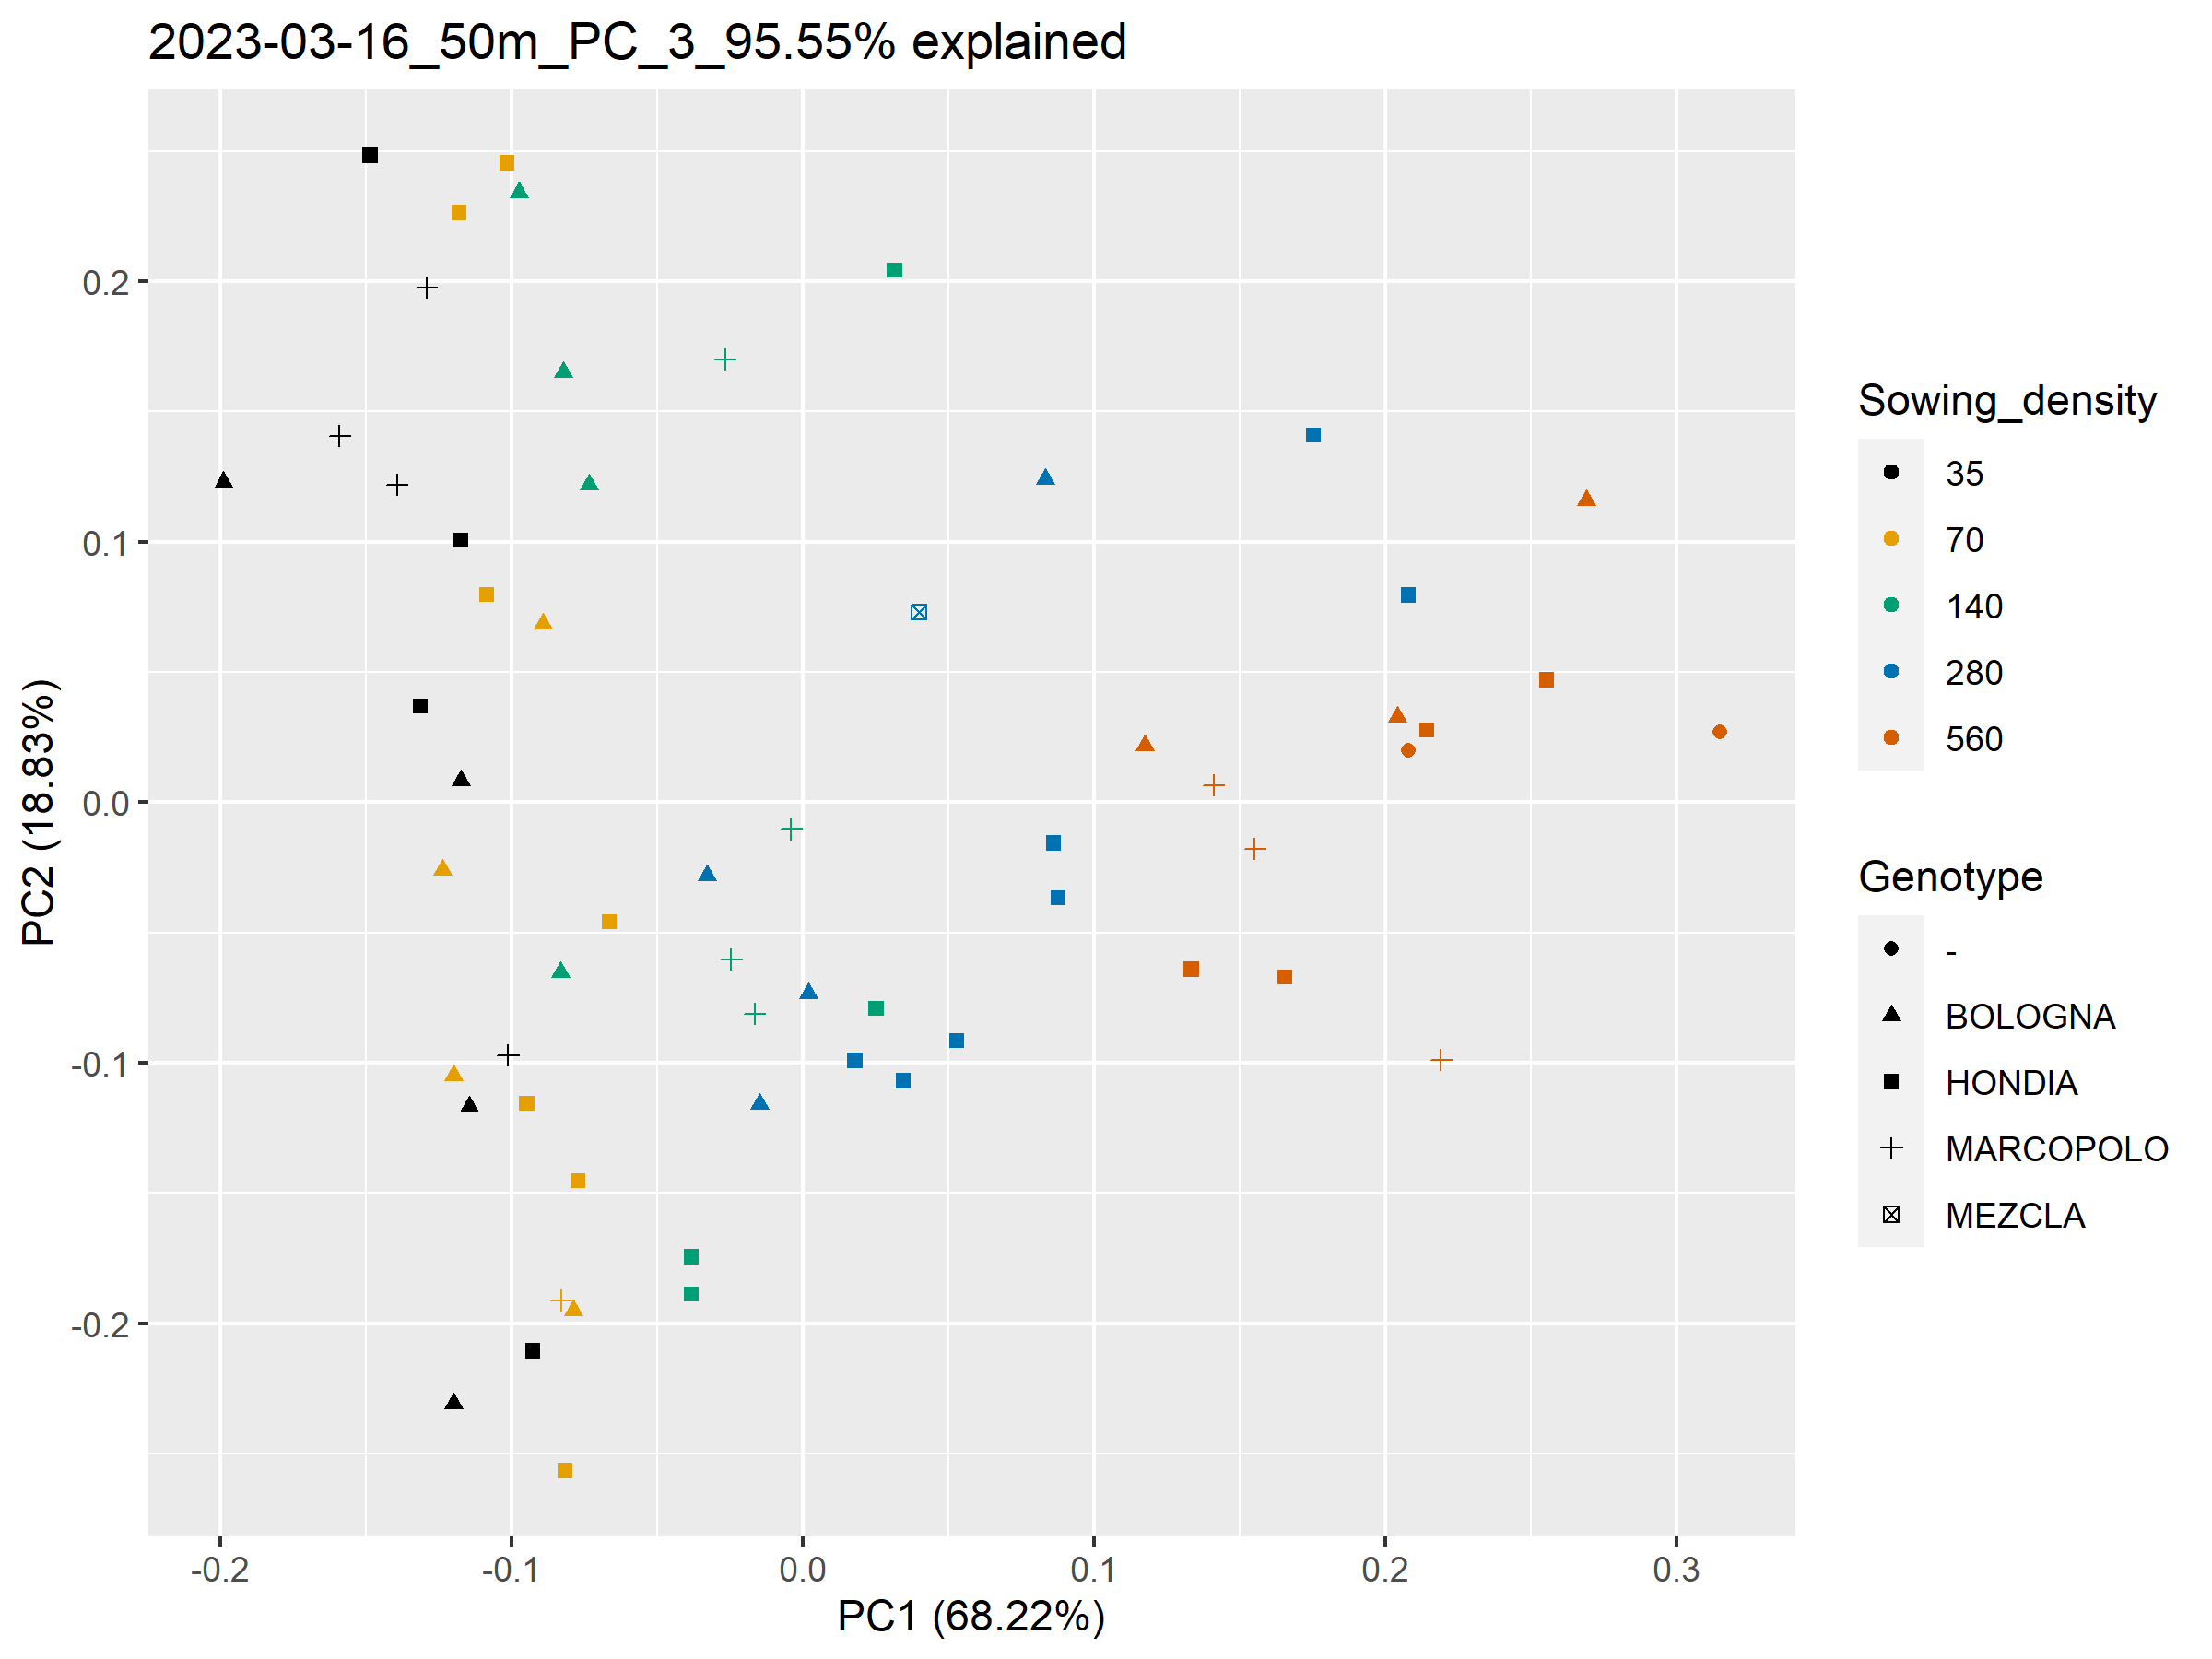 2023-03-16_50m_PC_3_95.55% explained
0.2
0.1
0.0
-0.1
-0.2
PC2 (18.83%)
-0.2
-0.1
0.0
0.1
0.2
0.3
PC1 (68.22%)
Sowing_density
35
70
140
280
560
Genotype
-
BOLOGNA
HONDIA
MARCOPOLO
MEZCLA